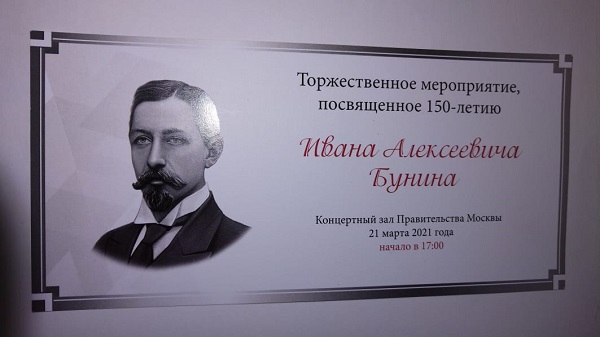 Торжественное мероприятие,
посвященное 150-летию
Ивана Алексеевича
Бунина
Концертный зал Правительства Москвы
21 марта 2021 года
начало в 17:00